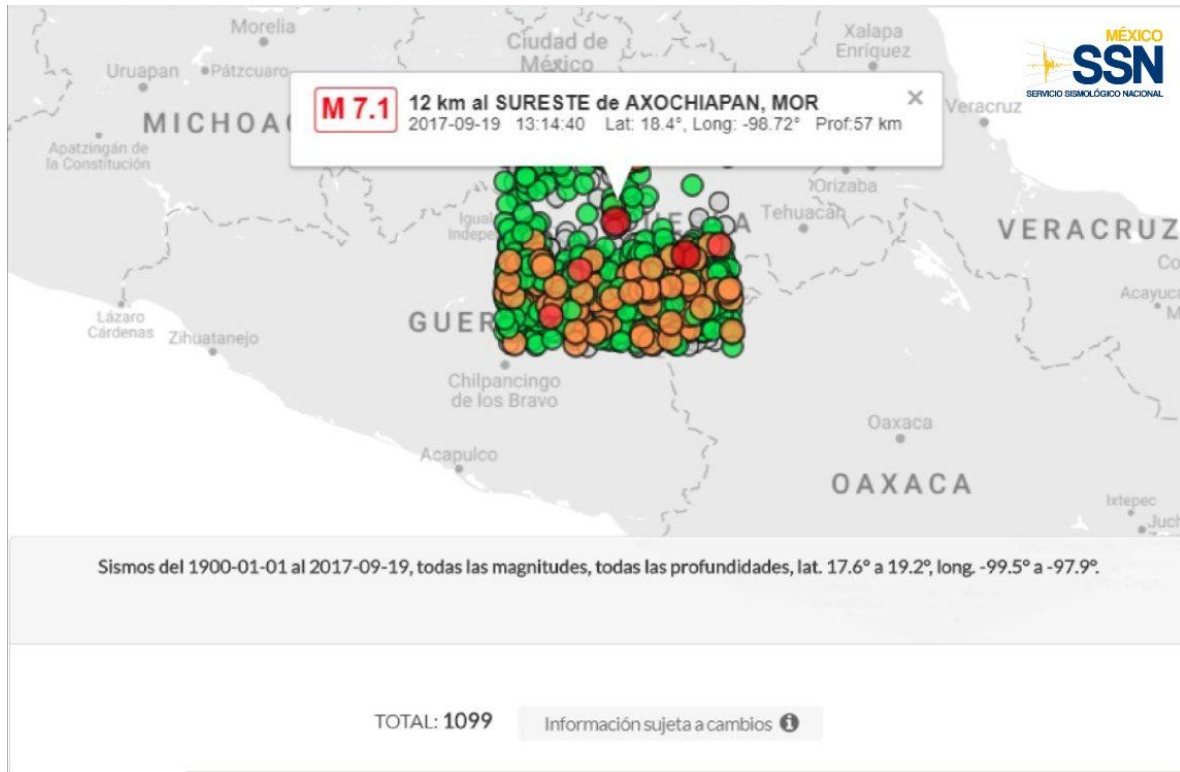 Morelia
Ciudad de
México
Xalapa
Enríquez
MÉXICO
SSN
SERVICIO SISMOLÓGICO NACIONAL
Uruapan
Pátzcuaro
M 7.1
12 km al SURESTE de AXOCHIAPAN, MOR
2017-09-19 13:14:40 Lat: 18.4°, Long: -98.72° Prof:57 km
×
Veracruz
MICHOA
Apatzingán de
la Constitución
Orizaba
Tehuacán
VERACRUZ
Co
Acayuca
M
Lázaro
Cárdenas
Zihuatanejo
GUER
Chilpancingo
de los Bravo
Oaxaca
Acapulco
OAXACA
Ixtepec
Juch
Sismos del 1900-01-01 al 2017-09-19, todas las magnitudes, todas las profundidades, lat. 17.6° a 19.2°, long. -99.5° a -97.9°.
TOTAL: 1099
Información sujeta a cambios